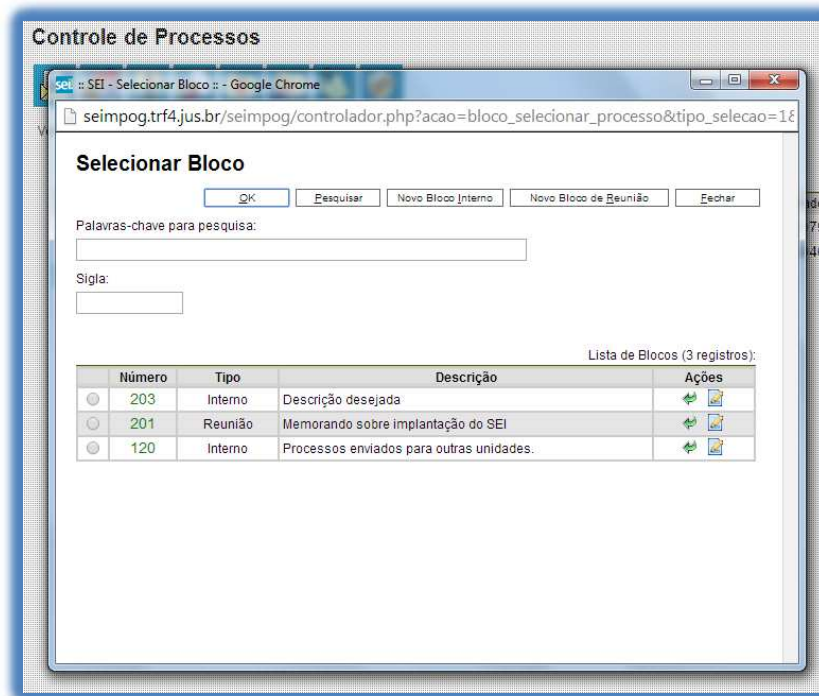 Controle de Processos
sei. :: SEI - Selecionar Bloco :: - Google Chrome
seimpog.trf4.jus.br/seimpog/controlador.php?acao=bloco_selecionar_processo&tipo_selecao=1&
Selecionar Bloco
OK Pesquisar Novo Bloco Interno Novo Bloco de Reunião Fechar
Palavras-chave para pesquisa:
Sigla:
Lista de Blocos (3 registros):
Número Tipo Descrição Ações
203 Interno Descrição desejada
201 Reunião Memorando sobre implantação do SEI
120 Interno Processos enviados para outras unidades.